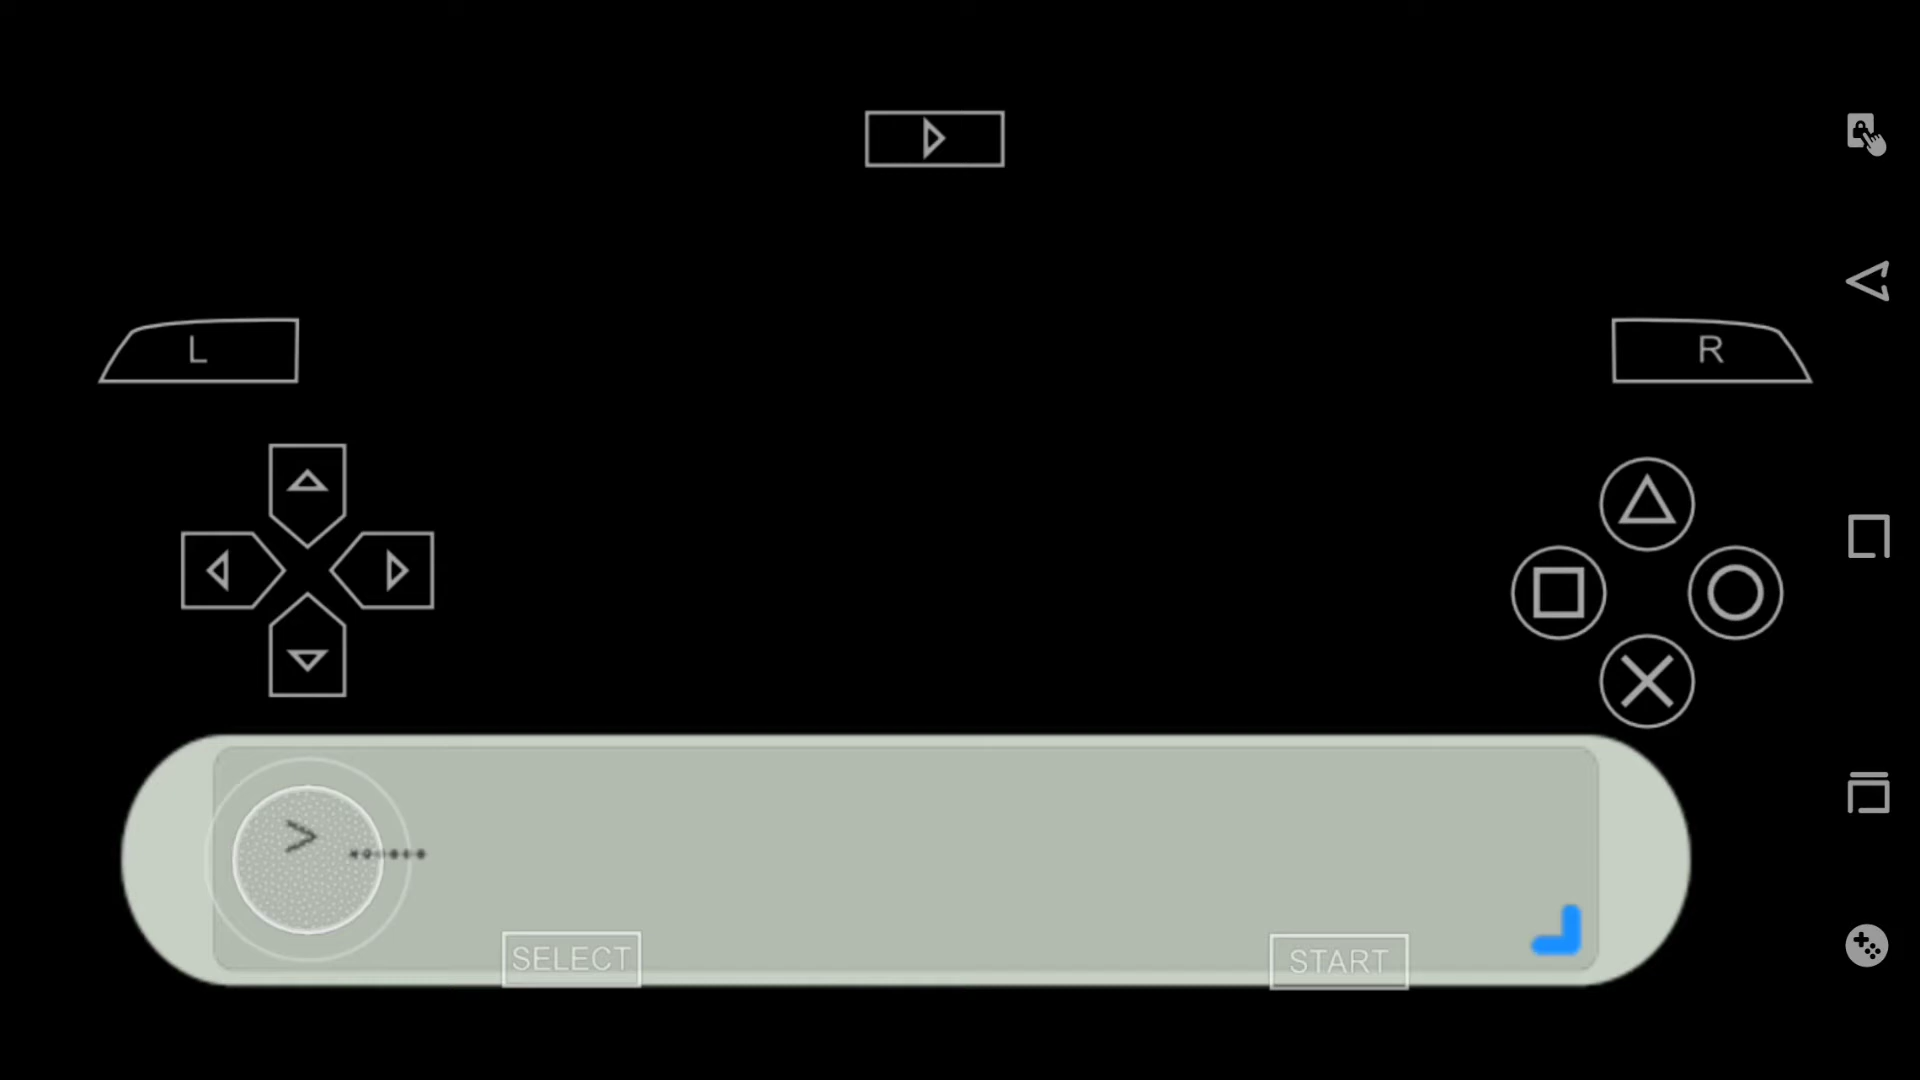 L
R
>
......
SELECT
START